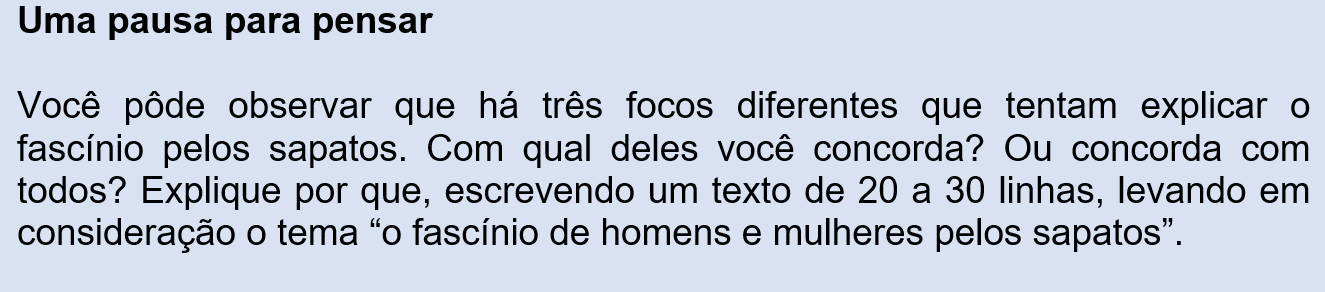 Uma pausa para pensar
Você pôde observar que há três focos diferentes que tentam explicar o
fascínio pelos sapatos. Com qual deles você concorda? Ou concorda com
todos? Explique por que, escrevendo um texto de 20 a 30 linhas, levando em
consideração o tema “o fascínio de homens e mulheres pelos sapatos”.